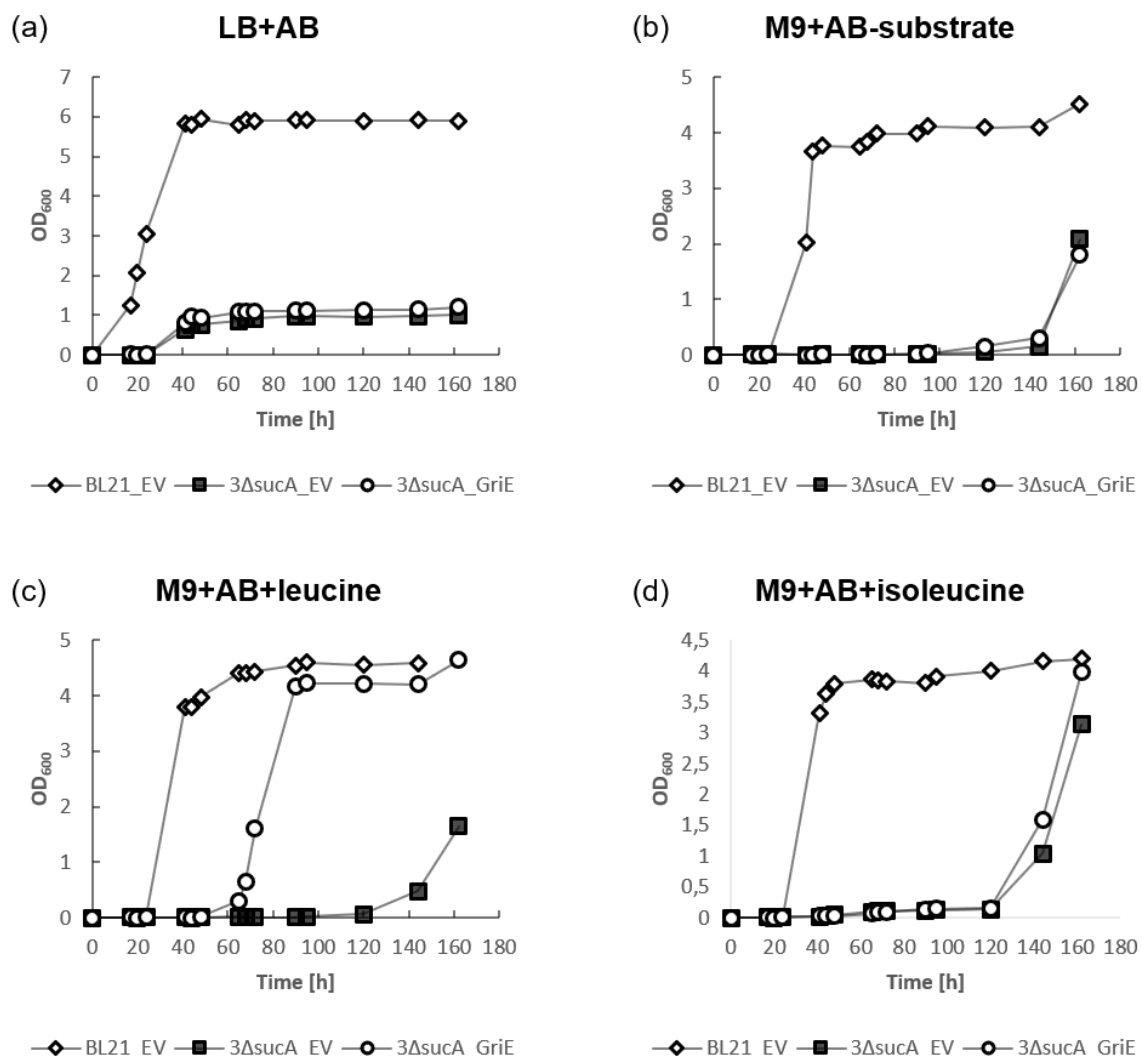 (a) LB+AB
7
6
5
4
3
2
1
0
OD600
0 20 40 60 80 100 120 140 160 180
Time [h]
BL21_EV 3ΔsucA_EV 3ΔsucA_GriE
(b) M9+AB-substrate
5
4
3
2
1
0
OD600
0 20 40 60 80 100 120 140 160 180
Time [h]
BL21_EV 3ΔsucA_EV 3ΔsucA_GriE
(c) M9+AB+leucine
5
4
3
2
1
0
OD600
0 20 40 60 80 100 120 140 160 180
Time [h]
BL21_EV 3ΔsucA_EV 3ΔsucA_GriE
(d) M9+AB+isoleucine
4,5
4
3,5
3
2,5
2
1,5
1
0,5
0
OD600
0 20 40 60 80 100 120 140 160 180
Time [h]
BL21_EV 3ΔsucA_EV 3ΔsucA_GriE